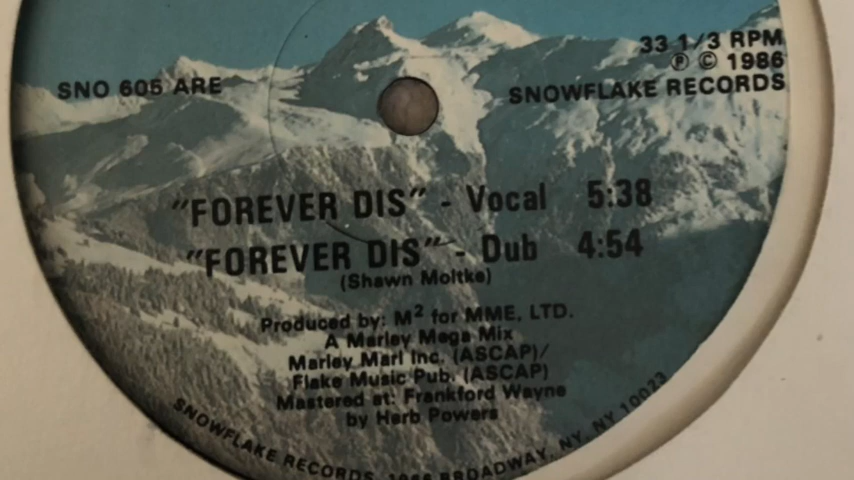 33 1/3 RPM
℗ © 1986
SNO 605 ARE
SNOWFLAKE RECORDS
"FOREVER DIS" - Vocal 5:38
"FOREVER DIS" - Dub 4:54
(Shawn Moltke)
Produced by: M² for MME, LTD.
A Marley Mega Mix
Marley Marl Inc. (ASCAP)/
Flake Music Pub. (ASCAP)
Mastered at: Frankford Wayne
by Herb Powers
SNOWFLAKE RECORDS, BROADWAY, NY, NY 10023